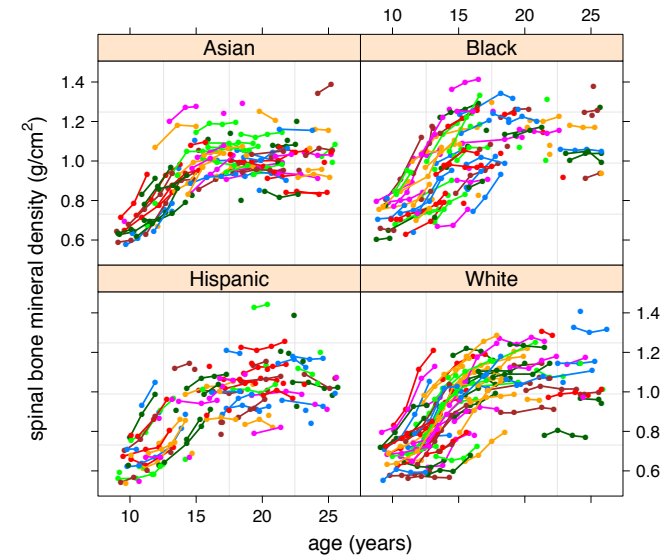 10 15 20 25
Asian Black
1.4
1.2
1.0
0.8
0.6
Hispanic White
1.4
1.2
1.0
0.8
0.6
10 15 20 25
spinal bone mineral density (g/cm²)
age (years)